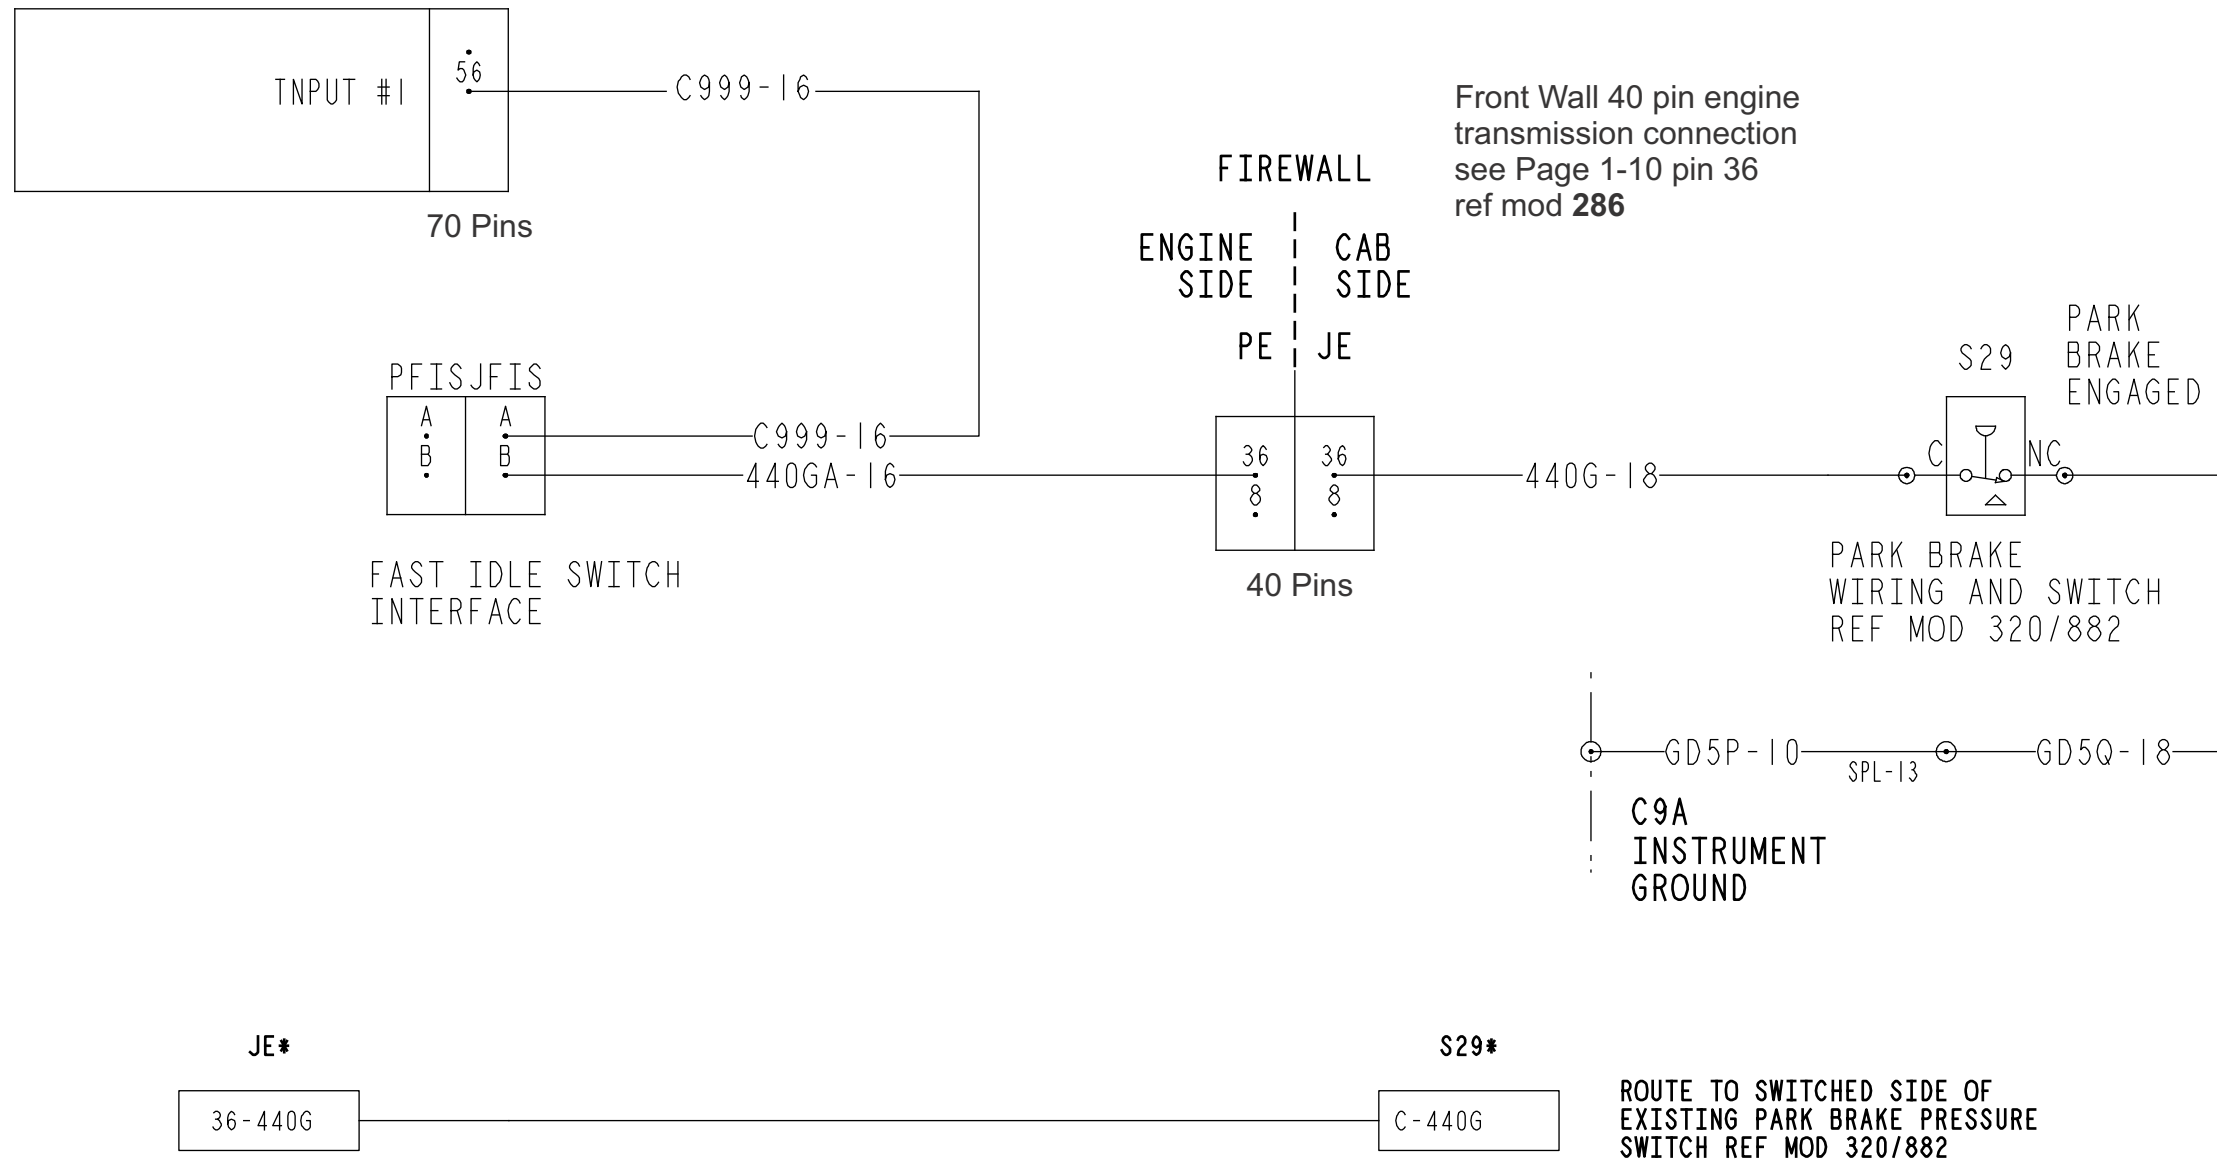 TNPUT #1
56
C999-16
70 Pins
Front Wall 40 pin engine
transmission connection
see Page 1-10 pin 36
ref mod 286
FIREWALL
ENGINE
SIDE
CAB
SIDE
PE
JE
PFIS
JFIS
A
A
B
B
C999-16
440GA-16
FAST IDLE SWITCH
INTERFACE
36
36
8
8
40 Pins
440G-18
S29
PARK
BRAKE
ENGAGED
C
NC
PARK BRAKE
WIRING AND SWITCH
REF MOD 320/882
GD5P-10
SPL-13
GD5Q-18
C9A
INSTRUMENT
GROUND
JE*
36-440G
S29*
C-440G
ROUTE TO SWITCHED SIDE OF
EXISTING PARK BRAKE PRESSURE
SWITCH REF MOD 320/882